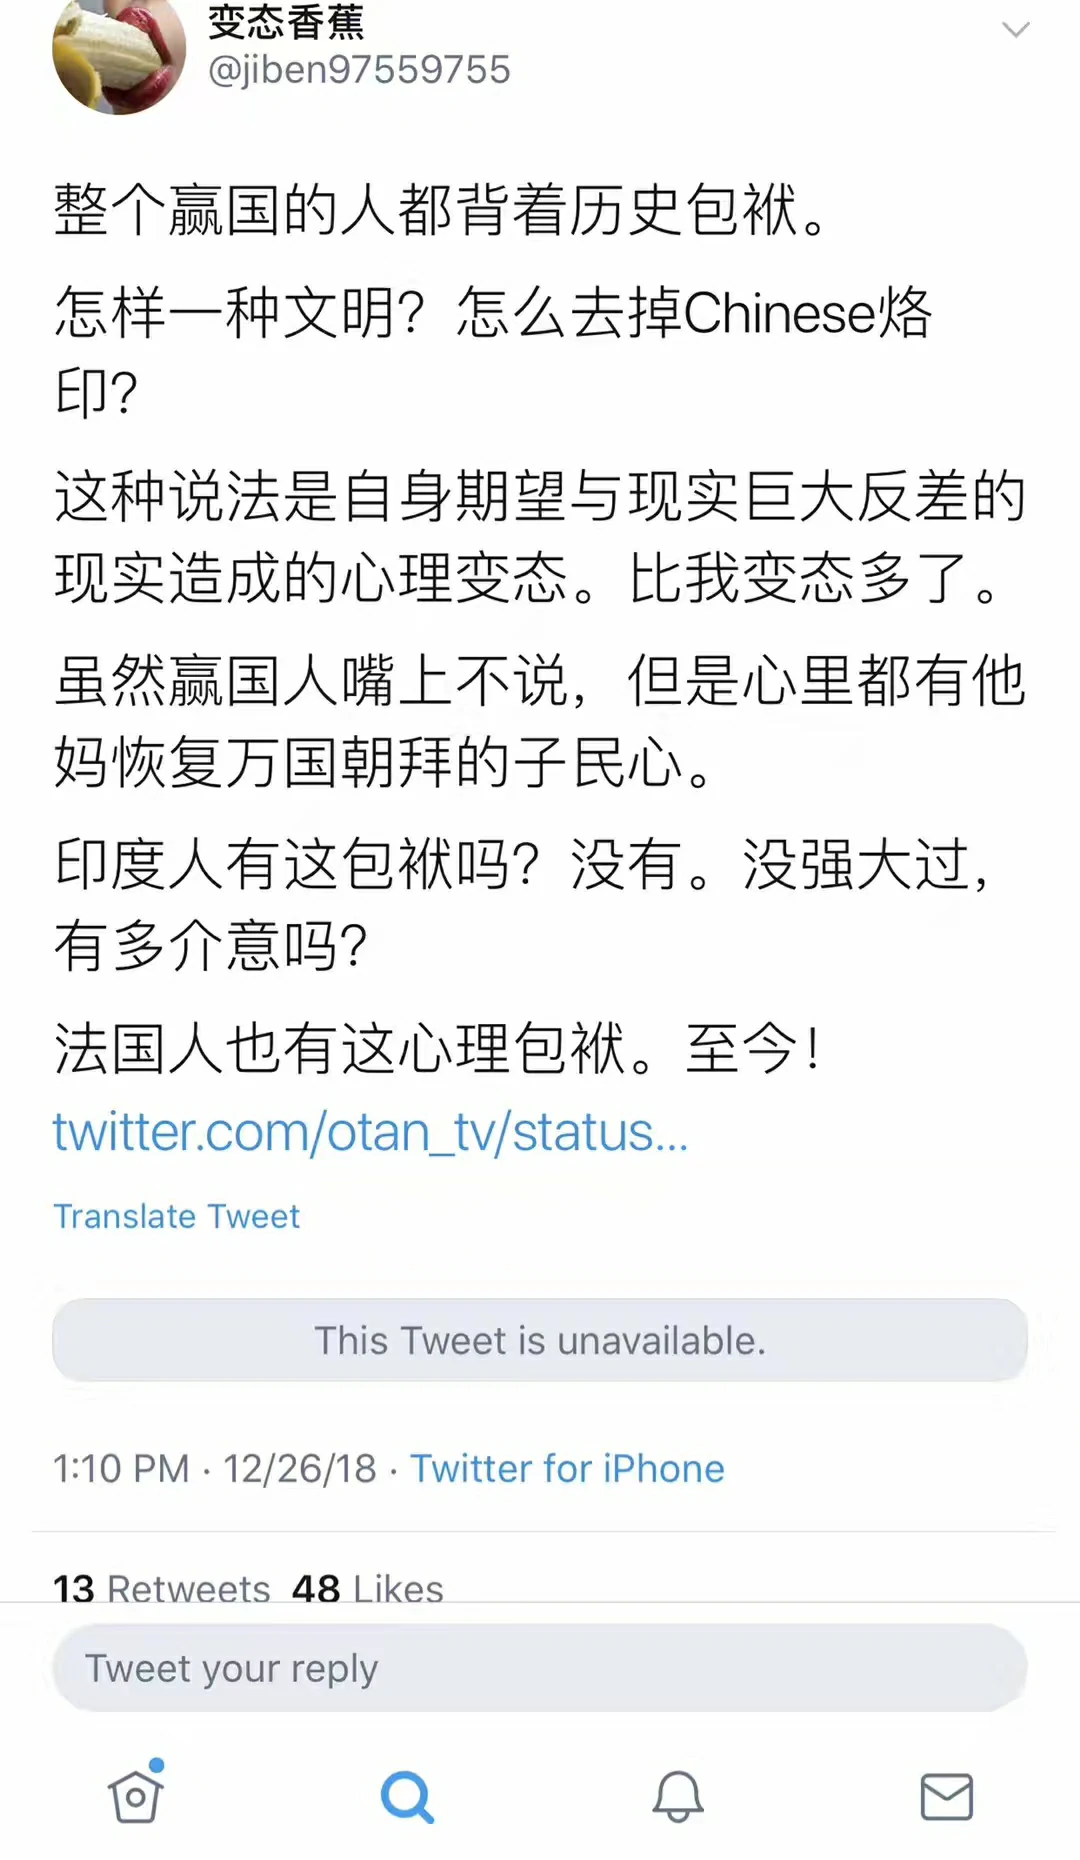 变态香蕉
@jiben97559755
整个赢国的人都背着历史包袱。
怎样一种文明？怎么去掉Chinese烙
印？
这种说法是自身期望与现实巨大反差的
现实造成的心理变态。比我变态多了。
虽然赢国人嘴上不说，但是心里都有他
妈恢复万国朝拜的子民心。
印度人有这包袱吗？没有。没强大过，
有多介意吗？
法国人也有这心理包袱。至今！
twitter.com/otan_tv/status...
Translate Tweet
This Tweet is unavailable.
1:10 PM · 12/26/18 · Twitter for iPhone
13 Retweets 48 Likes
Tweet your reply